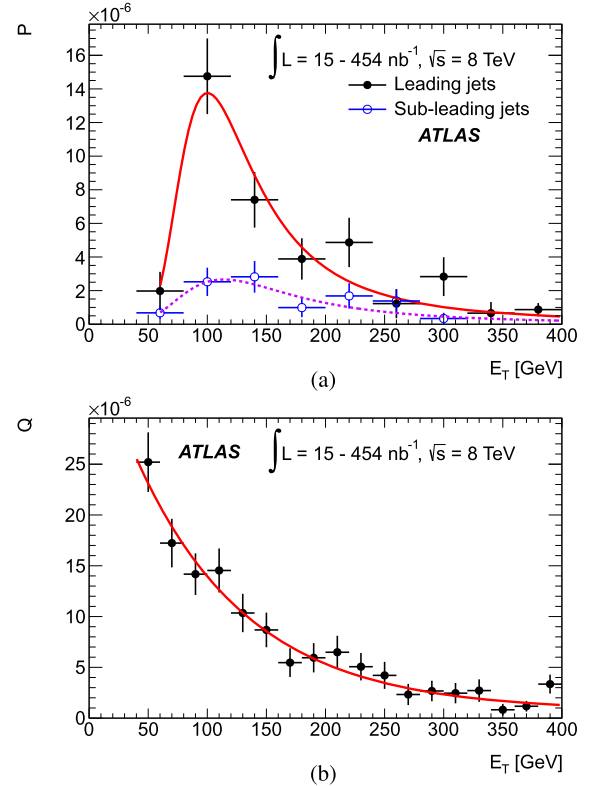 P
×10⁻⁶
∫ L = 15 - 454 nb⁻¹, √s = 8 TeV
Leading jets
Sub-leading jets
ATLAS
16
14
12
10
8
6
4
2
0
0 50 100 150 200 250 300 350 400
E_T [GeV]
(a)
Q
×10⁻⁶
ATLAS ∫ L = 15 - 454 nb⁻¹, √s = 8 TeV
25
20
15
10
5
0
0 50 100 150 200 250 300 350 400
E_T [GeV]
(b)